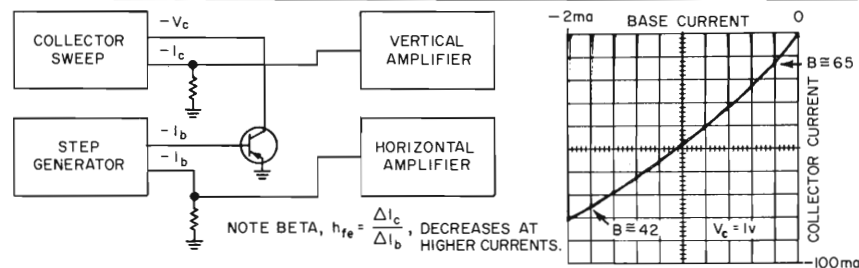 COLLECTOR
SWEEP
-Vc
-Ic
VERTICAL
AMPLIFIER
STEP
GENERATOR
-Ib
-Ib
HORIZONTAL
AMPLIFIER
NOTE BETA, hfe = ΔIc/ΔIb, DECREASES AT
HIGHER CURRENTS.
-2ma BASE CURRENT 0
B≅65
COLLECTOR CURRENT
B≅42
Vc = 1v
-100ma